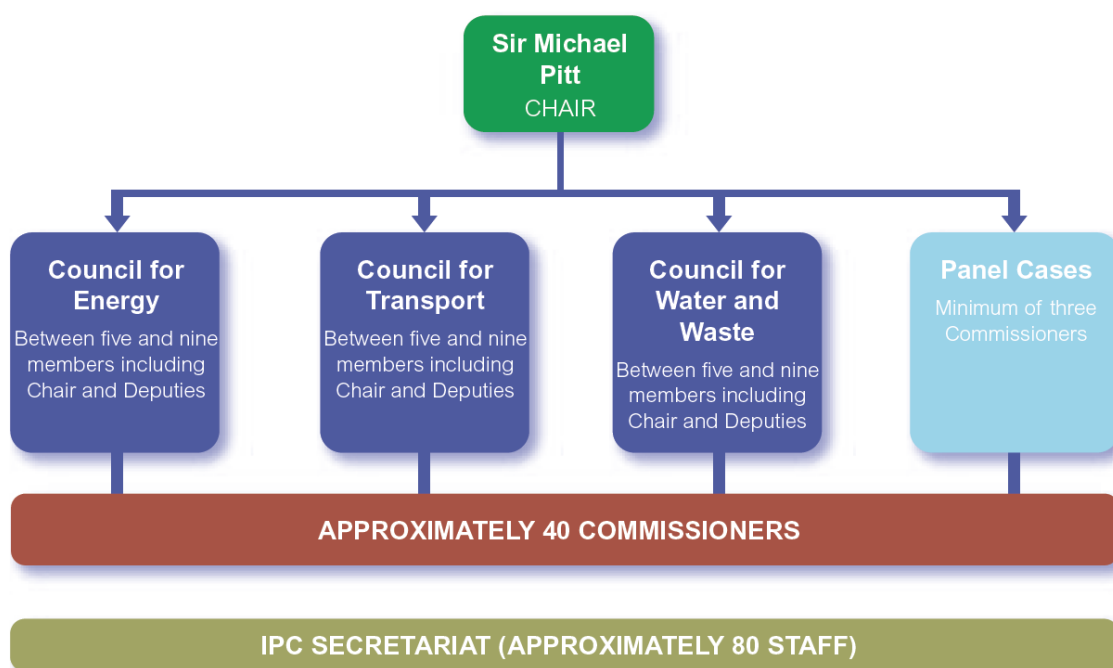 Sir Michael
Pitt
CHAIR
Council for
Energy
Between five and nine
members including
Chair and Deputies
Council for
Transport
Between five and nine
members including
Chair and Deputies
Council for
Water and
Waste
Between five and nine
members including
Chair and Deputies
Panel Cases
Minimum of three
Commissioners
APPROXIMATELY 40 COMMISSIONERS
IPC SECRETARIAT (APPROXIMATELY 80 STAFF)